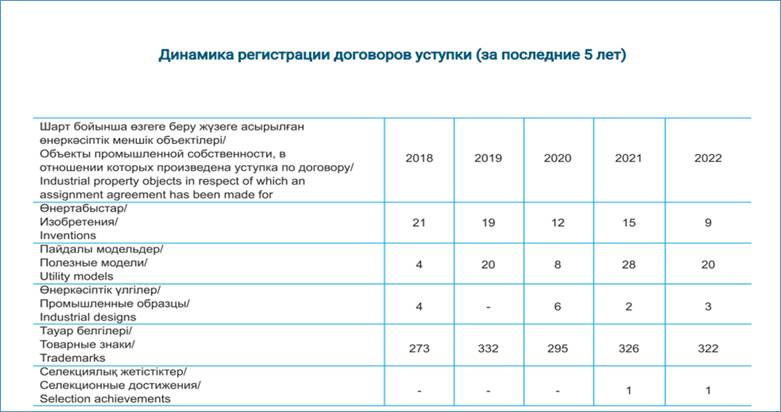 Динамика регистрации договоров уступки (за последние 5 лет)
Шарт бойынша өзгеге беру жүзеге асырылған
өнеркәсіптік меншік объектілері/
Объекты промышленной собственности, в
отношении которых произведена уступка по договору/
Industrial property objects in respect of which an
assignment agreement has been made for
2018 2019 2020 2021 2022
Өнертабыстар/
Изобретения/
Inventions
21 19 12 15 9
Пайдалы модельдер/
Полезные модели/
Utility models
4 20 8 28 20
Өнеркәсіптік үлгілер/
Промышленные образцы/
Industrial designs
4 - 6 2 3
Тауар белгілері/
Товарные знаки/
Trademarks
273 332 295 326 322
Селекциялық жетістіктер/
Селекционные достижения/
Selection achievements
- - - 1 1